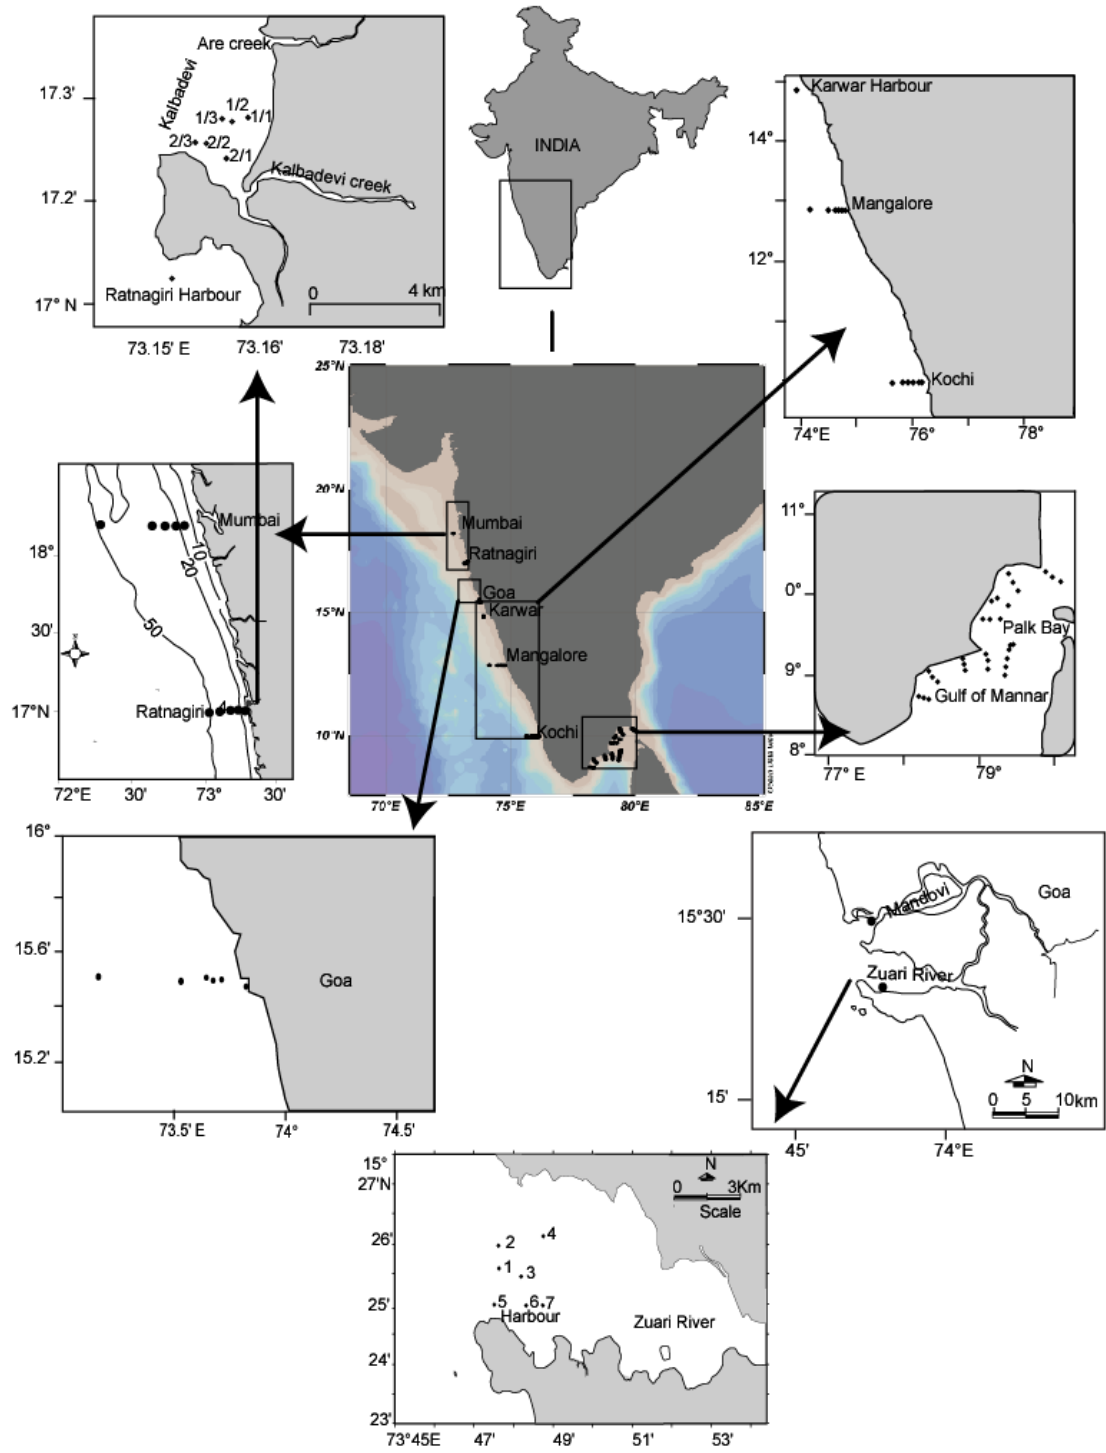 Are creek
Kalbadevi
17.3'
1/2
1/3
1/1
2/3
2/2
2/1
Kalbadevi creek
17.2'
Ratnagiri Harbour
0
4 km
17° N
73.15' E
73.16'
73.18'
INDIA
Karwar Harbour
14°
Mangalore
12°
Kochi
74°E
76°
78°
25°N
20°N
15°N
10°N
Mumbai
Ratnagiri
Goa
Karwar
Mangalore
Kochi
70°E
75°E
80°E
85°E
Mumbai
18°
10
20
30'
50
Ratnagiri
17°N
72°E
30'
73°
30'
11°
0°
Palk Bay
9°
Gulf of Mannar
8°
77° E
79°
16°
15.6'
Goa
15.2'
73.5' E
74°
74.5'
Mandovi
Goa
15°30'
Zuari River
N
0
5
10km
15'
45'
74°E
15°
27'N
N
0
3Km
Scale
26'
2
4
1
3
25'
5
6
7
Harbour
Zuari River
24'
23'
73°45E
47'
49'
51'
53'